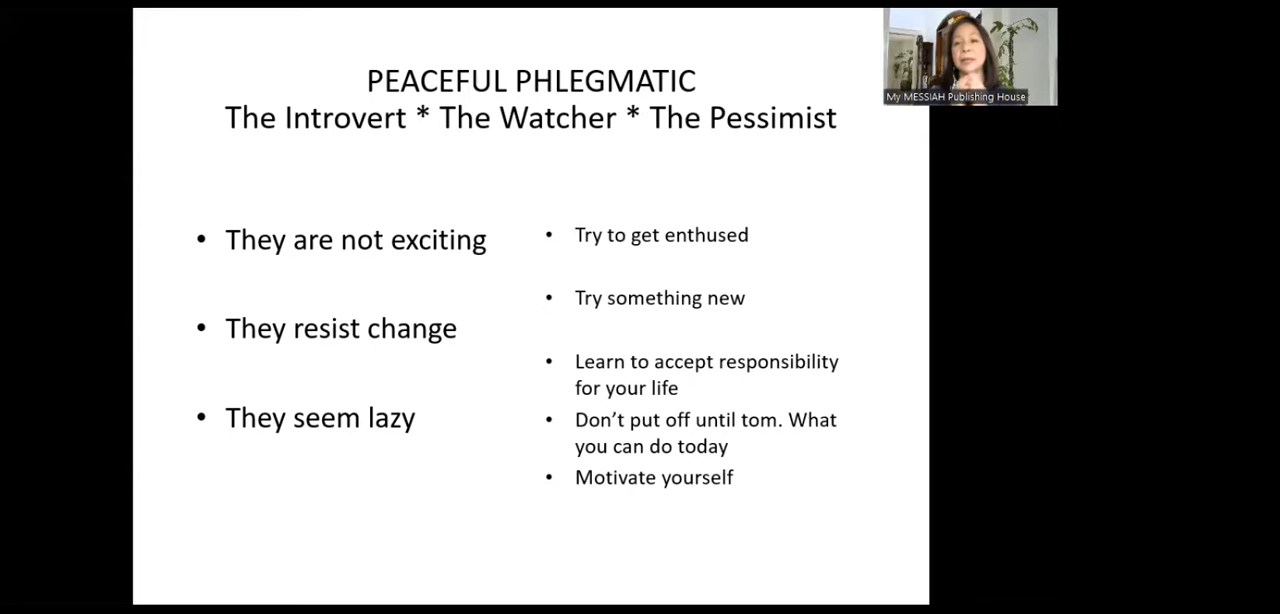 PEACEFUL PHLEGMATIC
The Introvert * The Watcher * The Pessimist
• They are not exciting
• They resist change
• They seem lazy
• Try to get enthused
• Try something new
• Learn to accept responsibility
for your life
• Don’t put off until tom. What
you can do today
• Motivate yourself
My MESSIAH Publishing House